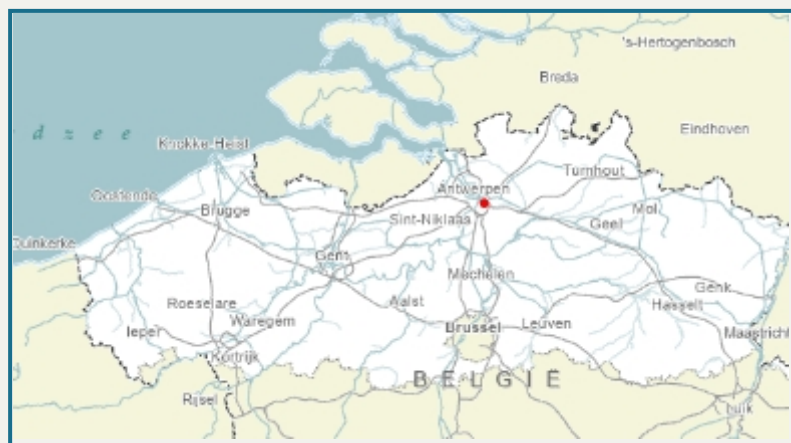 's-Hertogenbosch
Breda
Eindhoven
d z e e
Knokke-Heist
Turnhout
Antwerpen
Oostende
Brugge
Mol
Sint-Niklaas
Geel
Duinkerke
Gent
Mechelen
Genk
Roeselare
Aalst
Hasselt
Waregem
Brussel
Leuven
Ieper
Maastricht
Kortrijk
BELGIË
Rijsel
Luik